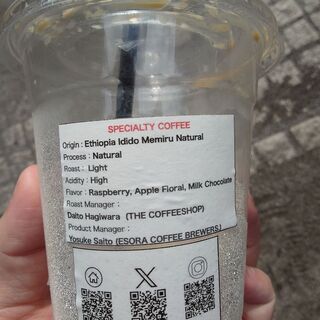 SPECIALTY COFFEE
Origin : Ethiopia Idido Memiru Natural
Process : Natural
Roast : Light
Acidity : High
Flavor : Raspberry, Apple Floral, Milk Chocolate
Roast Manager :
Daito Hagiwara (THE COFFEESHOP)
Product Manager :
Yosuke Saito (ESORA COFFEE BREWERS)
X